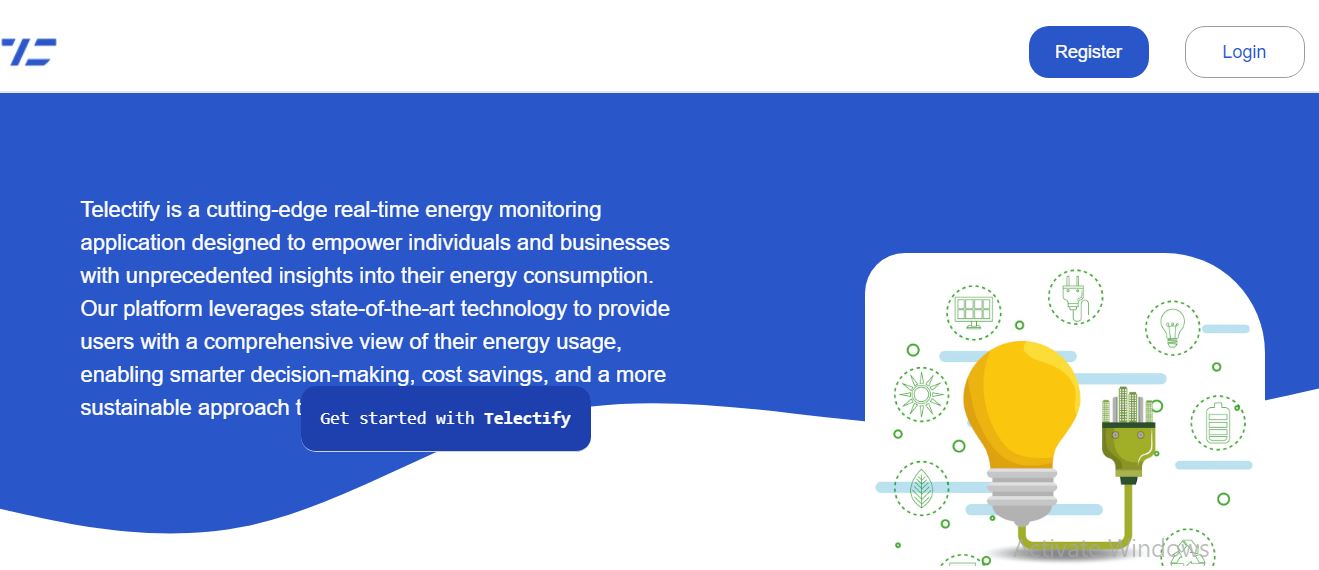 Register
Login
Telectify is a cutting-edge real-time energy monitoring
application designed to empower individuals and businesses
with unprecedented insights into their energy consumption.
Our platform leverages state-of-the-art technology to provide
users with a comprehensive view of their energy usage,
enabling smarter decision-making, cost savings, and a more
sustainable approach
Get started with Telectify
Activate Windows